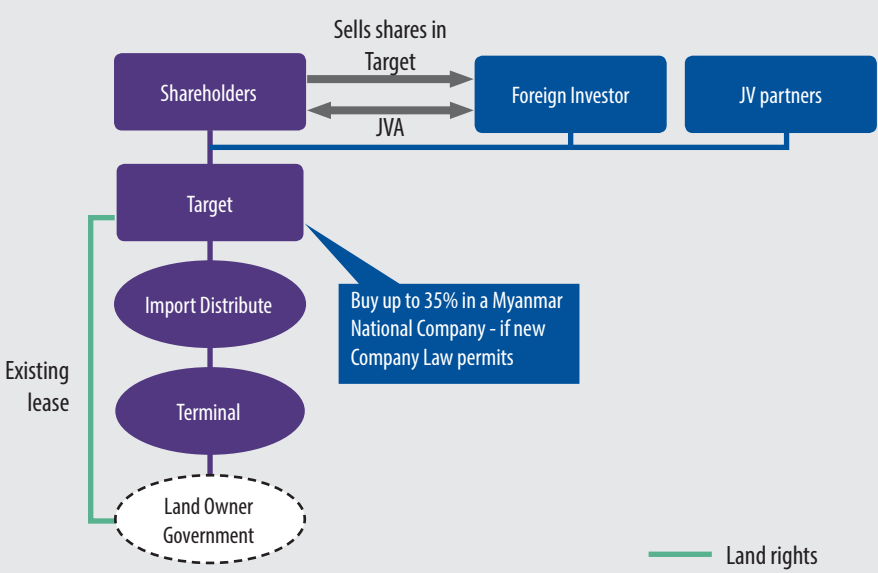 Sells shares in
Target
Shareholders
Foreign Investor
JV partners
JVA
Target
Import Distribute
Buy up to 35% in a Myanmar
National Company - if new
Company Law permits
Existing
lease
Terminal
Land Owner
Government
Land rights